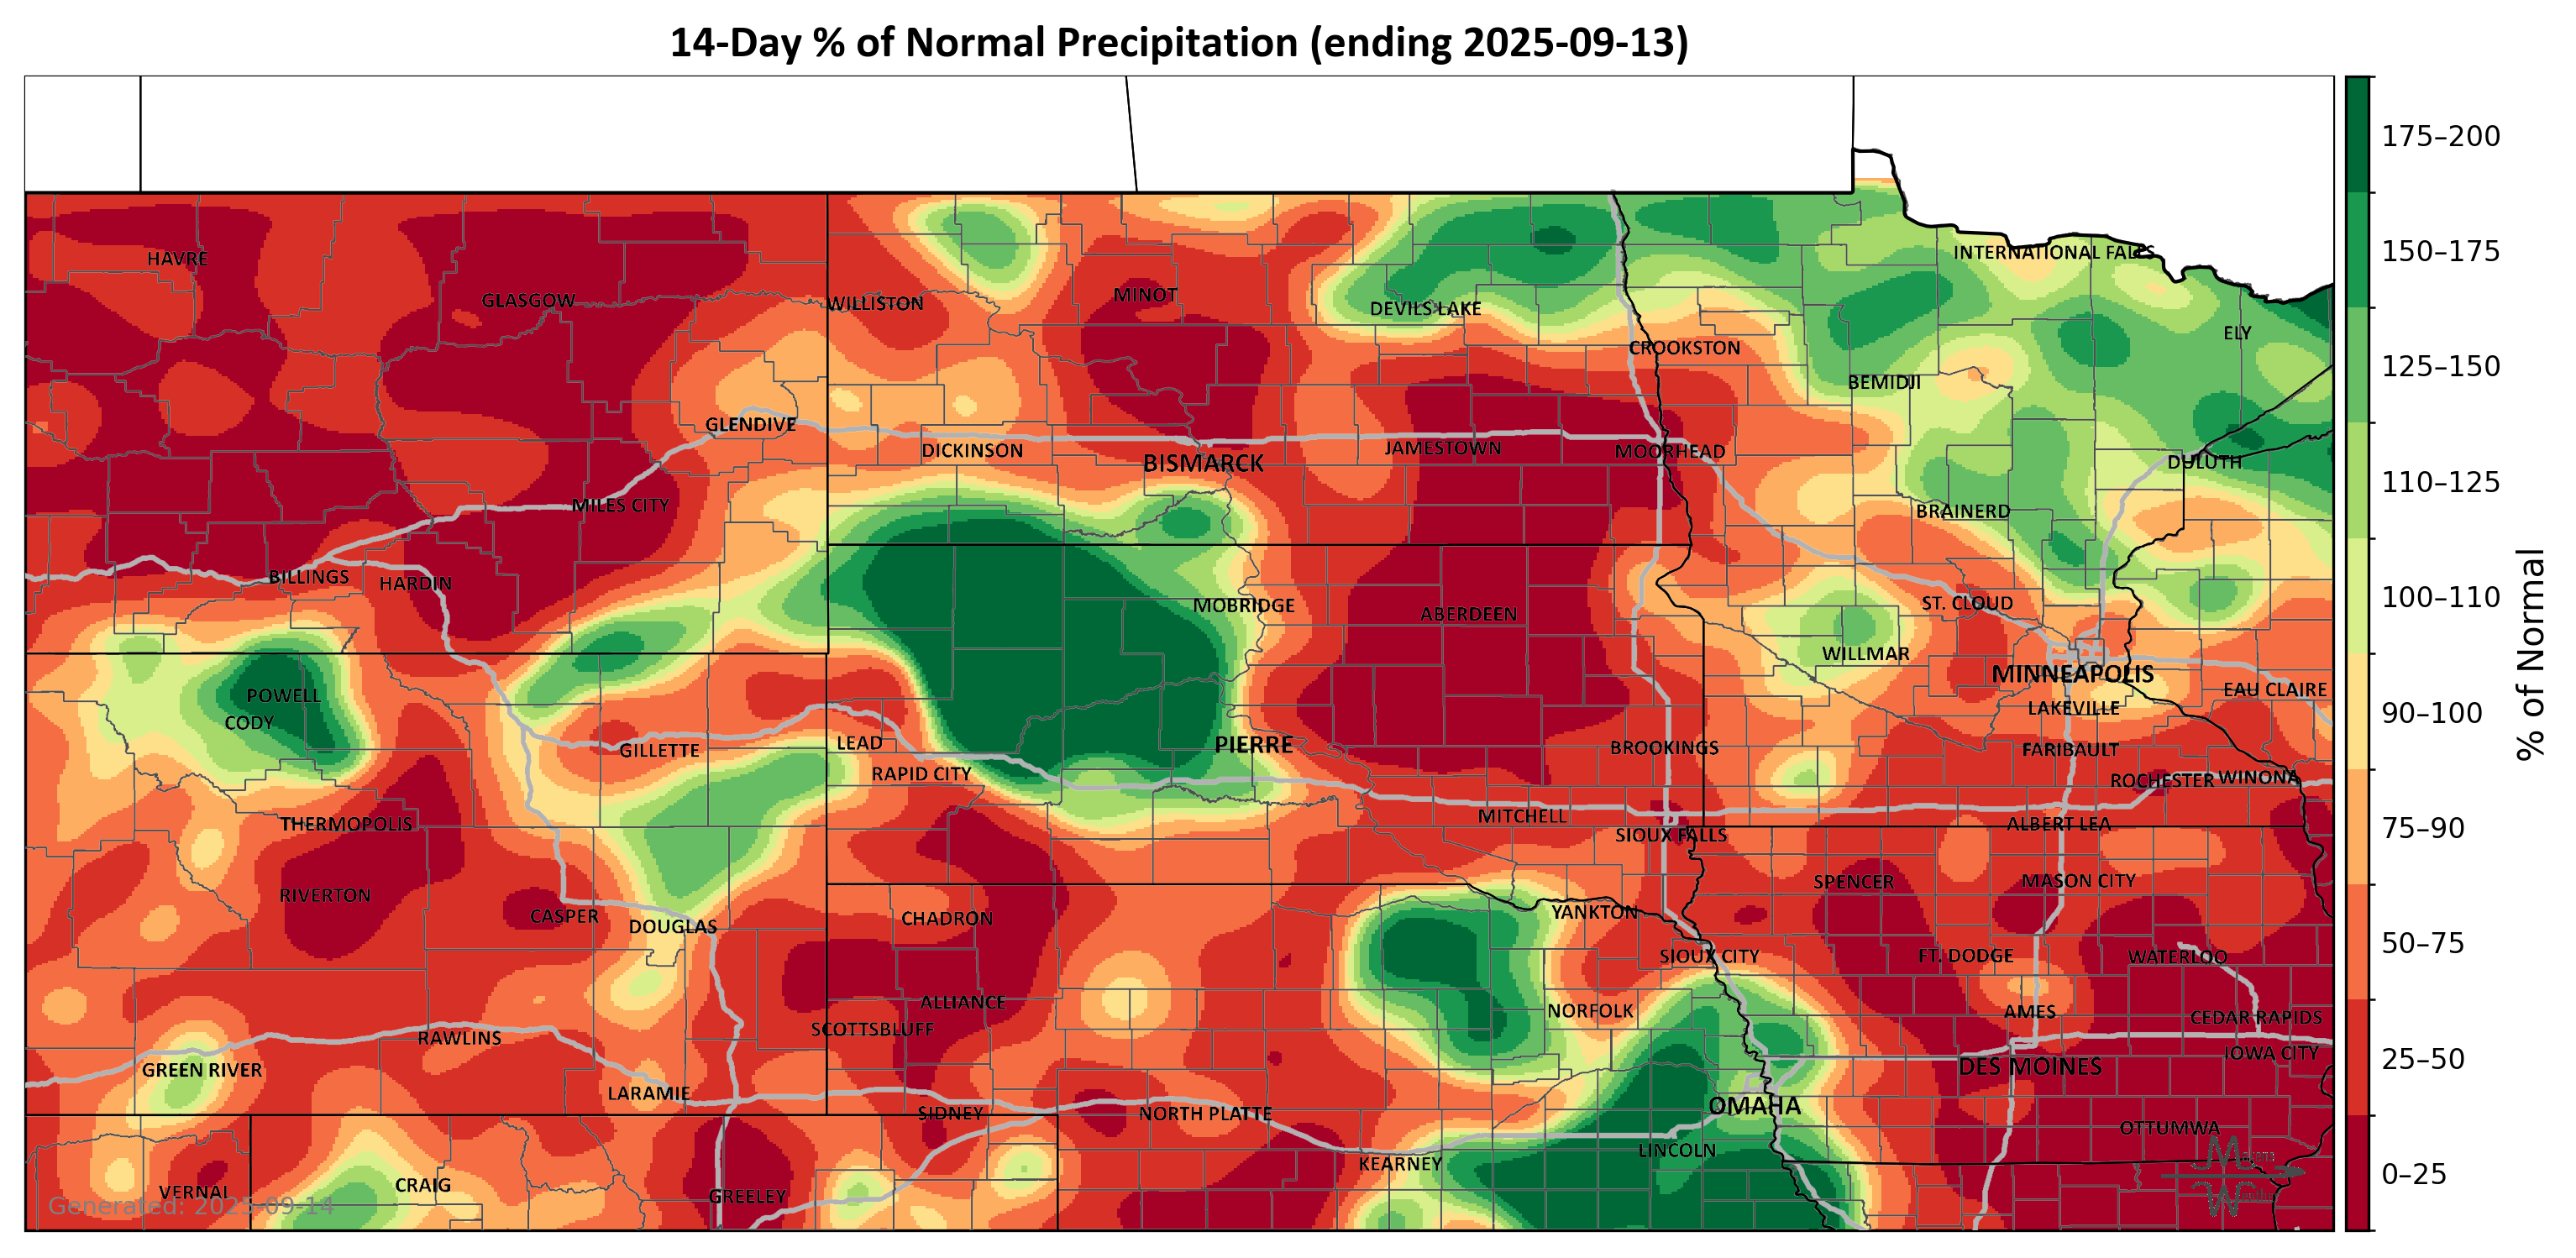 14-Day % of Normal Precipitation (ending 2025-09-13)
175–200
INTERNATIONAL FALLS
HAVRE
150–175
GLASGOW
WILLISTON
MINOT
DEVILS LAKE
ELY
CROOKSTON
125–150
BEMIDJI
GLENDIVE
DICKINSON
JAMESTOWN
MOORHEAD
BISMARCK
DULUTH
110–125
MILES CITY
BRAINERD
BILLINGS
HARDIN
MOBRIDGE
ABERDEEN
ST. CLOUD
100–110
WILLMAR
MINNEAPOLIS
% of Normal
POWELL
EAU CLAIRE
CODY
LAKEVILLE
90–100
GILLETTE
LEAD
PIERRE
BROOKINGS
FARIBAULT
RAPID CITY
ROCHESTER
WINONA
THERMOPOLIS
MITCHELL
ALBERT LEA
75–90
SIOUX FALLS
RIVERTON
SPENCER
MASON CITY
CASPER
DOUGLAS
CHADRON
YANKTON
SIOUX CITY
FT. DODGE
WATERLOO
50–75
ALLIANCE
NORFOLK
AMES
CEDAR RAPIDS
SCOTTSBLUFF
RAWLINS
IOWA CITY
25–50
GREEN RIVER
DES MOINES
LARAMIE
SIDNEY
NORTH PLATTE
OMAHA
OTTUMWA
LINCOLN
KEARNEY
0–25
VERNAL
CRAIG
GREELEY
Generated: 2025-09-14